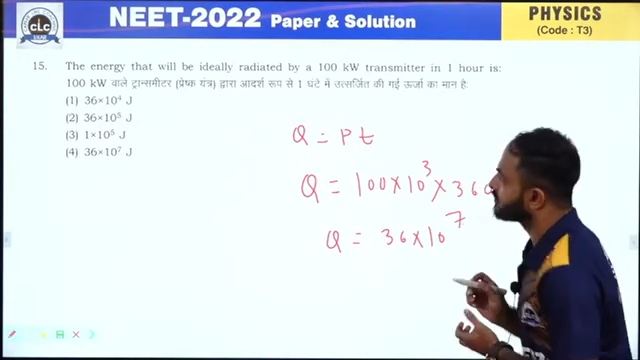 CLC
SIKAR
NEET-2022 Paper & Solution
PHYSICS
(Code : T3)
15. The energy that will be ideally radiated by a 100 kW transmitter in 1 hour is:
100 kW वाले ट्रान्समीटर (प्रेष्क यंत्र) द्वारा आदर्श रूप से 1 घंटे में उत्सर्जित की गई ऊर्जा का मान है:
(1) 36×10⁴ J
(2) 36×10⁵ J
(3) 1×10⁵ J
(4) 36×10⁷ J
Q = Pt
Q = 100×10³×360
Q = 36×10⁷